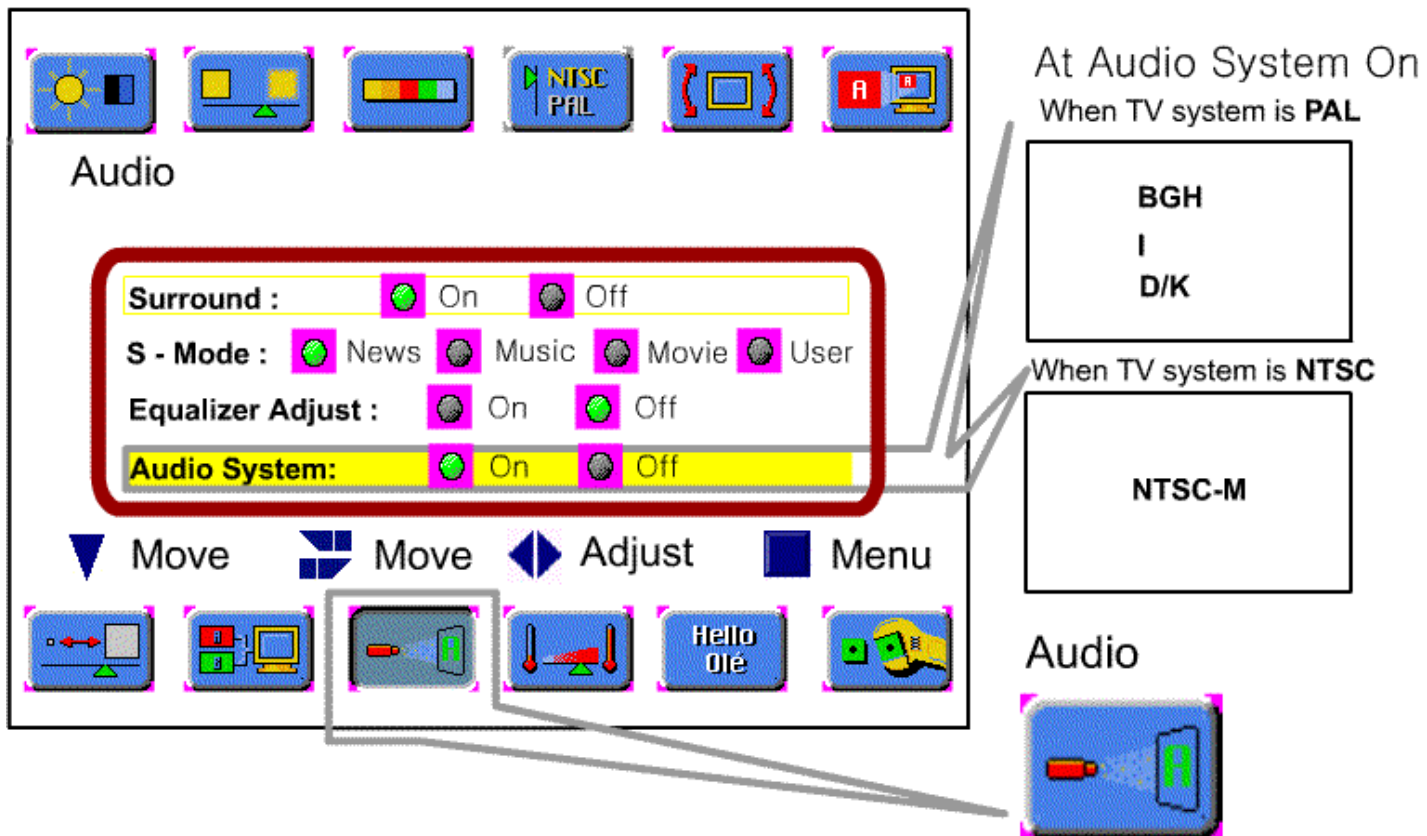 NTSC
PAL
A
A
Audio
Surround : On Off
S - Mode : News Music Movie User
Equalizer Adjust : On Off
Audio System: On Off
Move Move Adjust Menu
A
Hello
Olé
At Audio System On
When TV system is PAL
BGH
I
D/K
When TV system is NTSC
NTSC-M
Audio
A